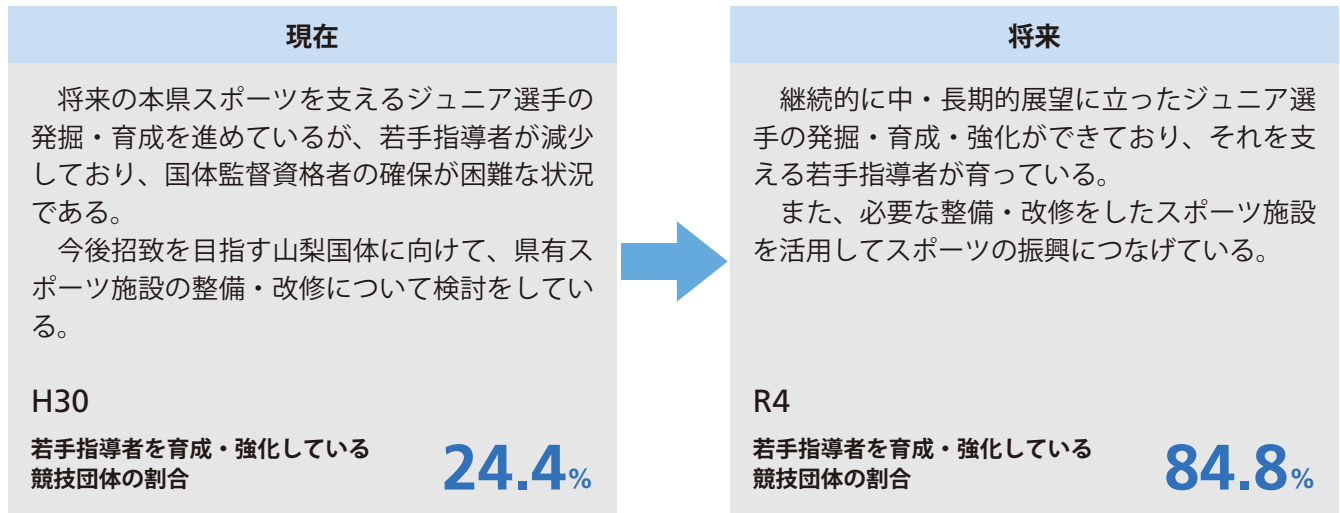 現在
　将来の本県スポーツを支えるジュニア選手の
発掘・育成を進めているが、若手指導者が減少
しており、国体監督資格者の確保が困難な状況
である。
　今後招致を目指す山梨国体に向けて、県有ス
ポーツ施設の整備・改修について検討をしてい
る。
H30
若手指導者を育成・強化している
競技団体の割合
24.4%
将来
　継続的に中・長期的展望に立ったジュニア選
手の発掘・育成・強化ができており、それを支
える若手指導者が育っている。
　また、必要な整備・改修をしたスポーツ施設
を活用してスポーツの振興につなげている。
R4
若手指導者を育成・強化している
競技団体の割合
84.8%